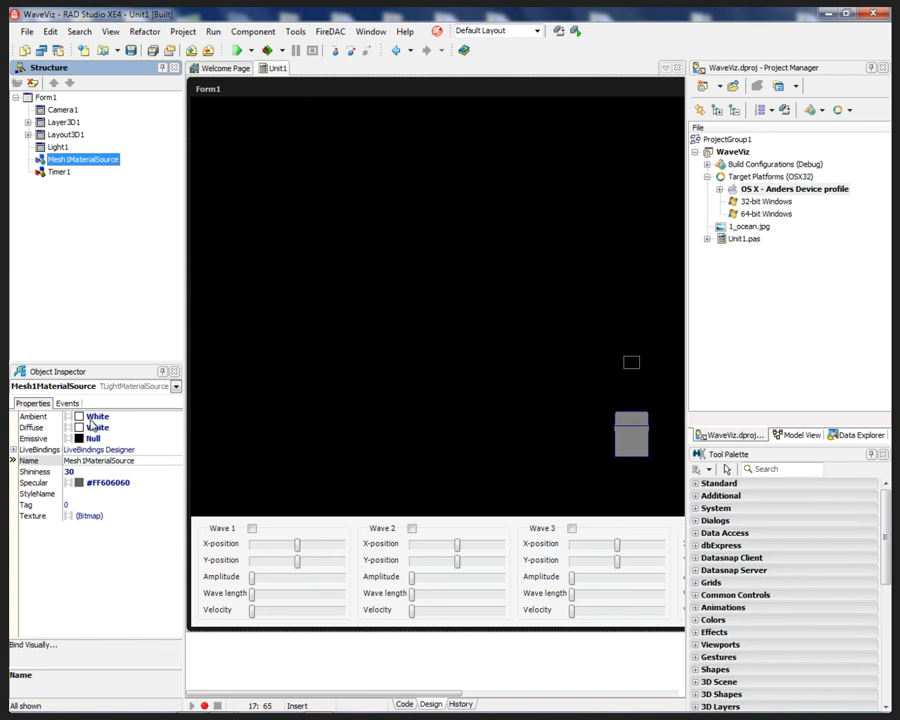 WaveViz - RAD Studio XE4 - Unit1 [Built]
File Edit Search View Refactor Project Run Component Tools FireDAC Window Help Default Layout
Structure
Form1
Camera1
Layer3D1
Layout3D1
Light1
Mesh1MaterialSource
Timer1
Object Inspector
Mesh1MaterialSource TLightMaterialSource
Properties Events
Ambient White
Diffuse White
Emissive Null
LiveBindings LiveBindings Designer
Name Mesh1MaterialSource
Shininess 30
Specular #FF606060
StyleName
Tag 0
Texture (Bitmap)
Bind Visually...
Name
All shown
Welcome Page Unit1
Form1
Wave 1
X-position
Y-position
Amplitude
Wave length
Velocity
Wave 2
X-position
Y-position
Amplitude
Wave length
Velocity
Wave 3
X-position
Y-position
Amplitude
Wave length
Velocity
17: 65 Insert Code Design History
WaveViz.dproj - Project Manager
File
ProjectGroup1
WaveViz
Build Configurations (Debug)
Target Platforms (OSX32)
OS X - Anders Device profile
32-bit Windows
64-bit Windows
1_ocean.jpg
Unit1.pas
WaveViz.dproj... Model View Data Explorer
Tool Palette
Search
Standard
Additional
System
Dialogs
Data Access
dbExpress
Datasnap Client
Datasnap Server
Grids
Common Controls
Animations
Colors
Effects
Viewports
Gestures
Shapes
3D Scene
3D Shapes
3D Layers